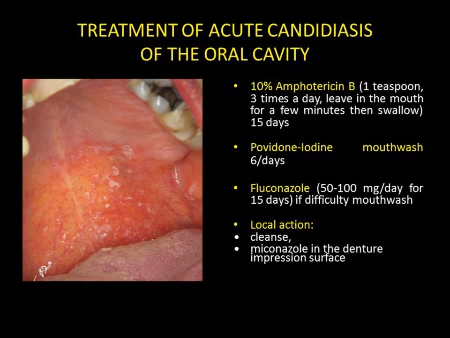 TREATMENT OF ACUTE CANDIDIASIS
OF THE ORAL CAVITY
• 10% Amphotericin B (1 teaspoon,
3 times a day, leave in the mouth
for a few minutes then swallow)
15 days
• Povidone-Iodine mouthwash
6/days
• Fluconazole (50-100 mg/day for
15 days) if difficulty mouthwash
• Local action:
• cleanse,
• miconazole in the denture
impression surface